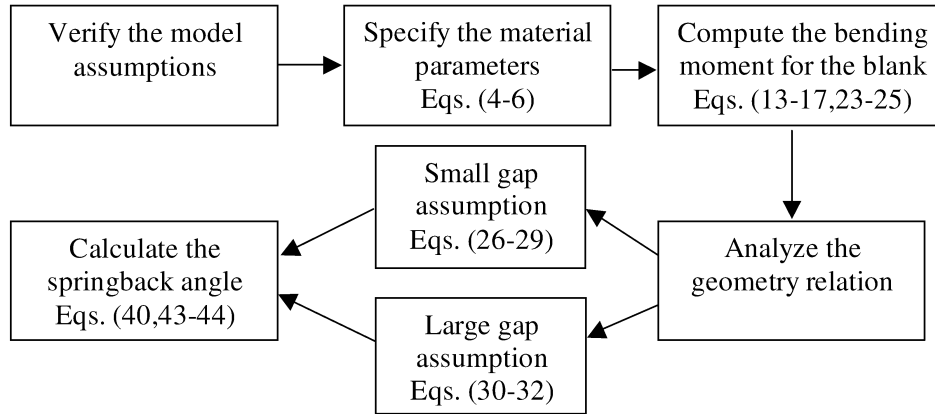 Verify the model
assumptions
Specify the material
parameters
Eqs. (4-6)
Compute the bending
moment for the blank
Eqs. (13-17,23-25)
Small gap
assumption
Eqs. (26-29)
Analyze the
geometry relation
Large gap
assumption
Eqs. (30-32)
Calculate the
springback angle
Eqs. (40,43-44)